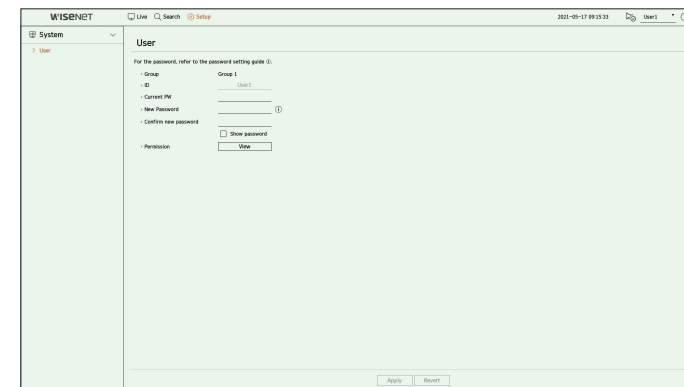 WISENET
Live Search Setup
2021-05-17 09:15:33 User1
System
> User
User
For the password, refer to the password setting guide ⓘ.
· Group Group 1
· ID User1
· Current PW
· New Password
· Confirm new password
Show password
· Permission View
Apply Revert